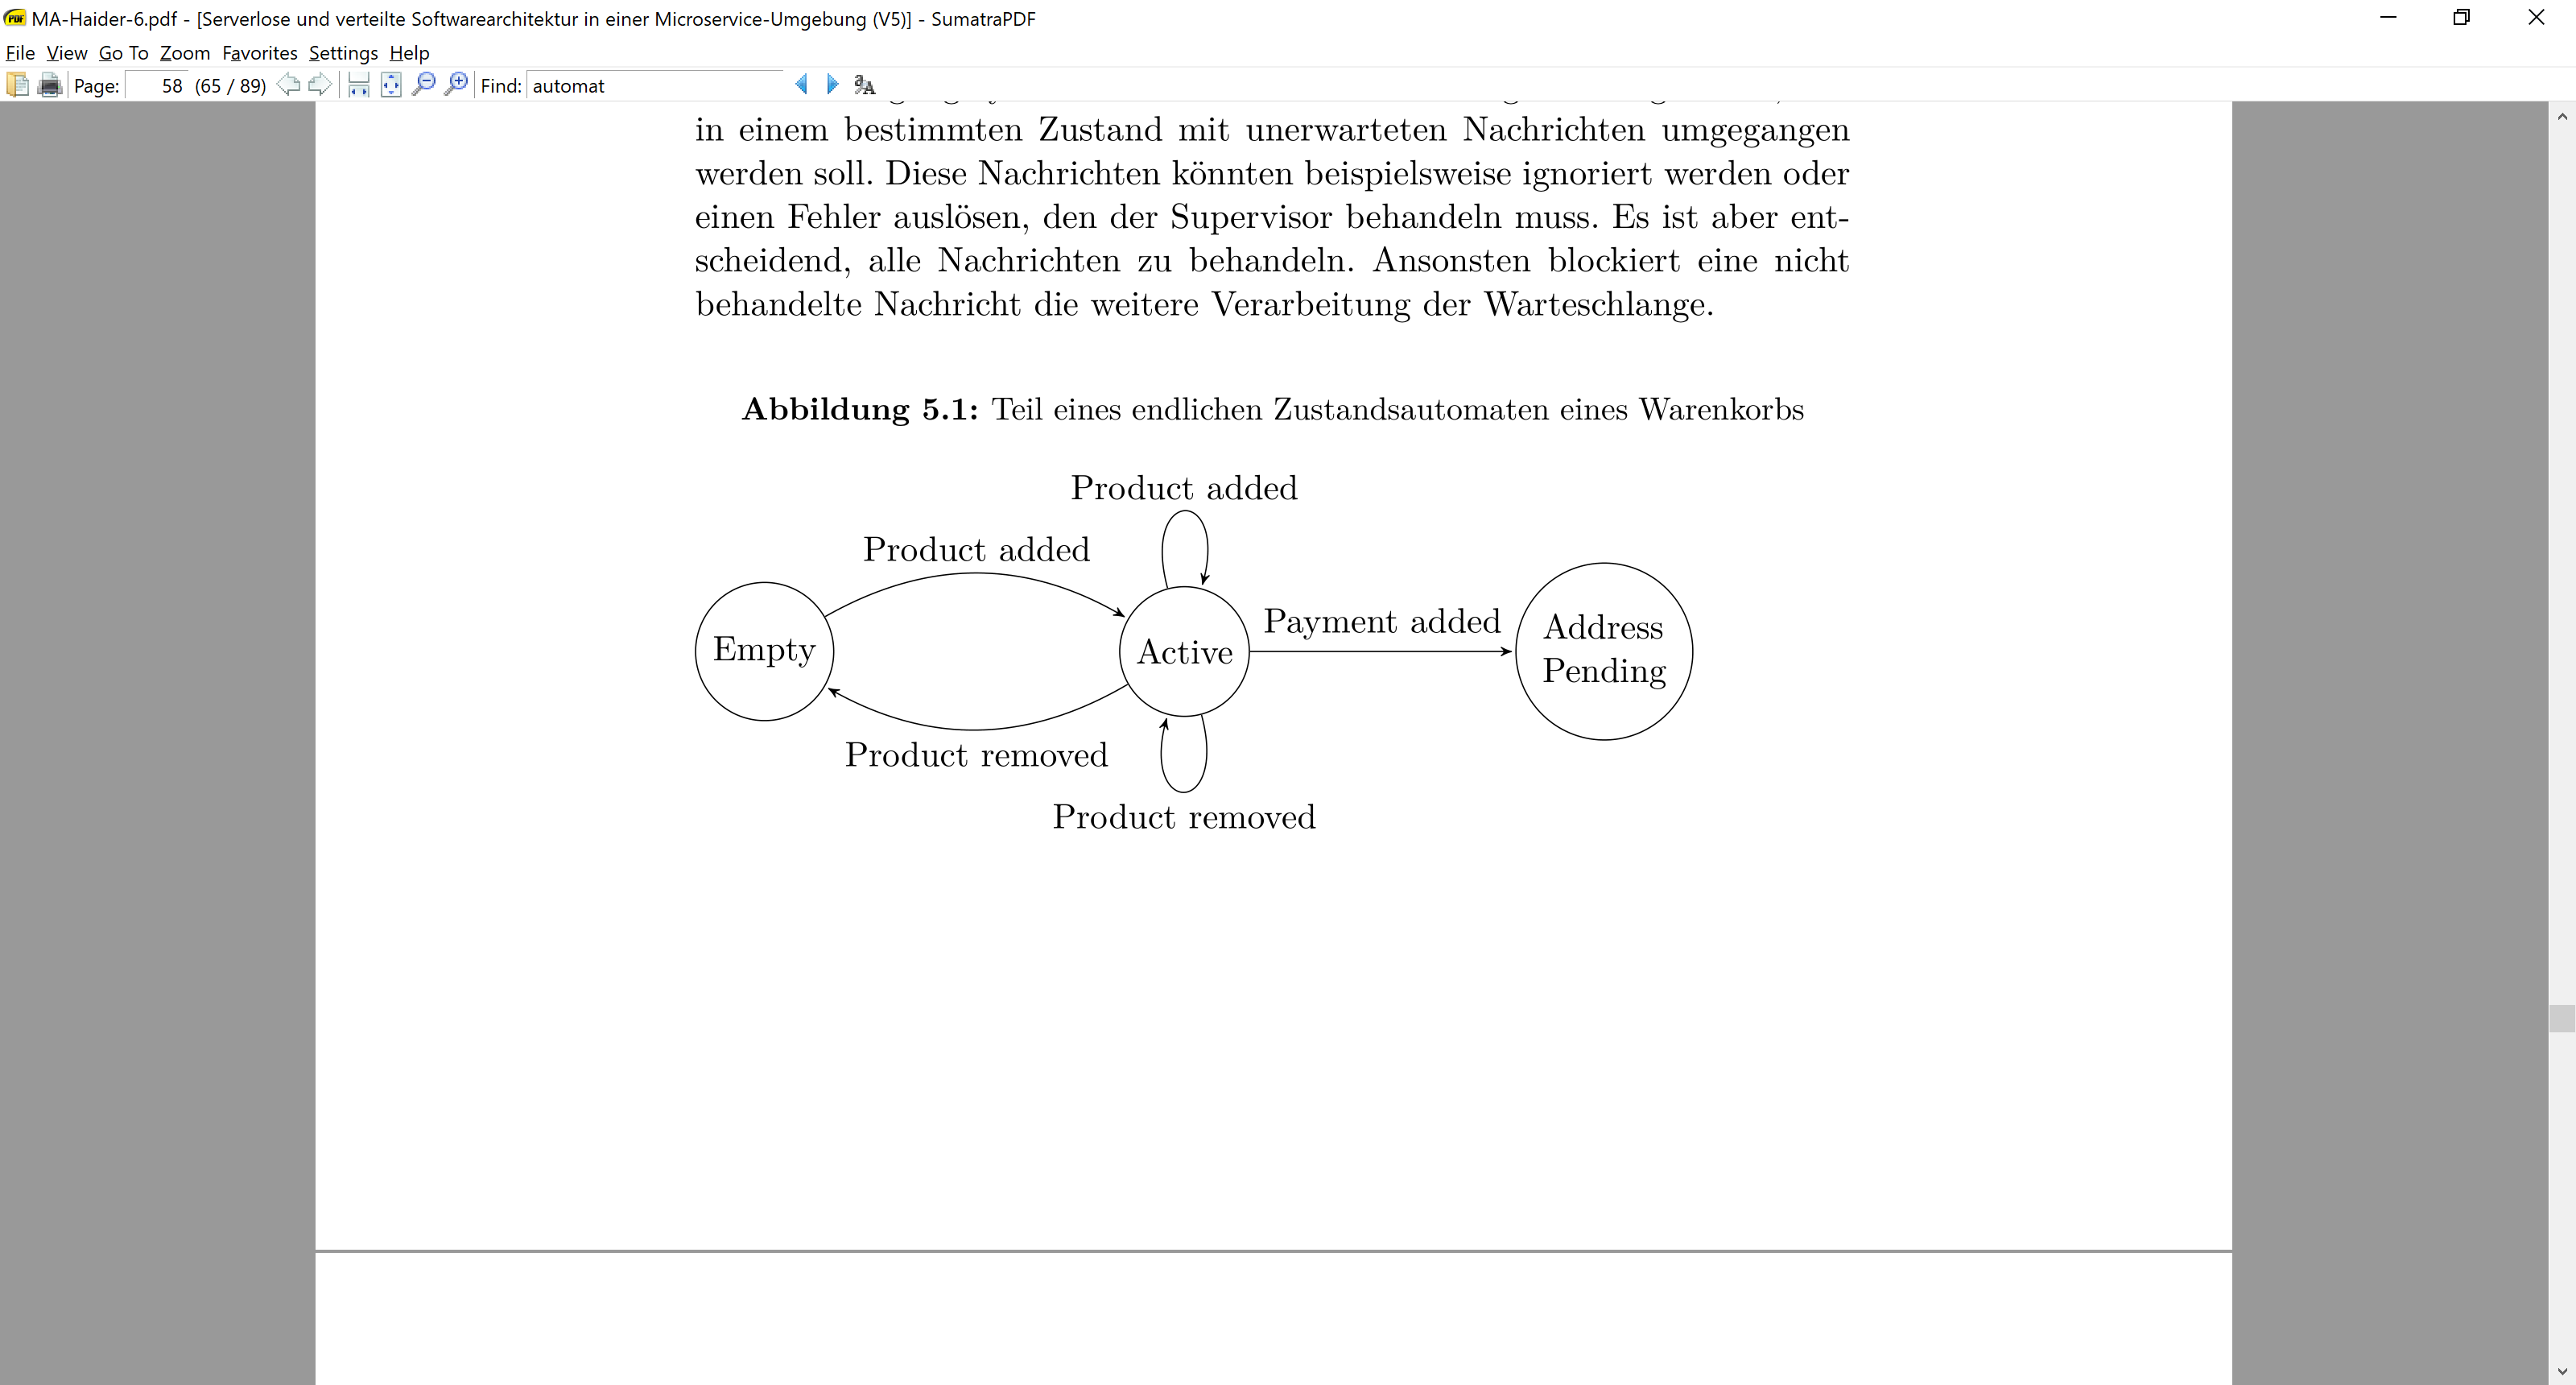 MA-Haider-6.pdf - [Serverlose und verteilte Softwarearchitektur in einer Microservice-Umgebung (V5)] - SumatraPDF
File View Go To Zoom Favorites Settings Help
Page: 58 (65 / 89) Find: automat
in einem bestimmten Zustand mit unerwarteten Nachrichten umgegangen
werden soll. Diese Nachrichten könnten beispielsweise ignoriert werden oder
einen Fehler auslösen, den der Supervisor behandeln muss. Es ist aber ent-
scheidend, alle Nachrichten zu behandeln. Ansonsten blockiert eine nicht
behandelte Nachricht die weitere Verarbeitung der Warteschlange.
Abbildung 5.1: Teil eines endlichen Zustandsautomaten eines Warenkorbs
Product added
Product added
Payment added
Empty
Active
Address
Pending
Product removed
Product removed